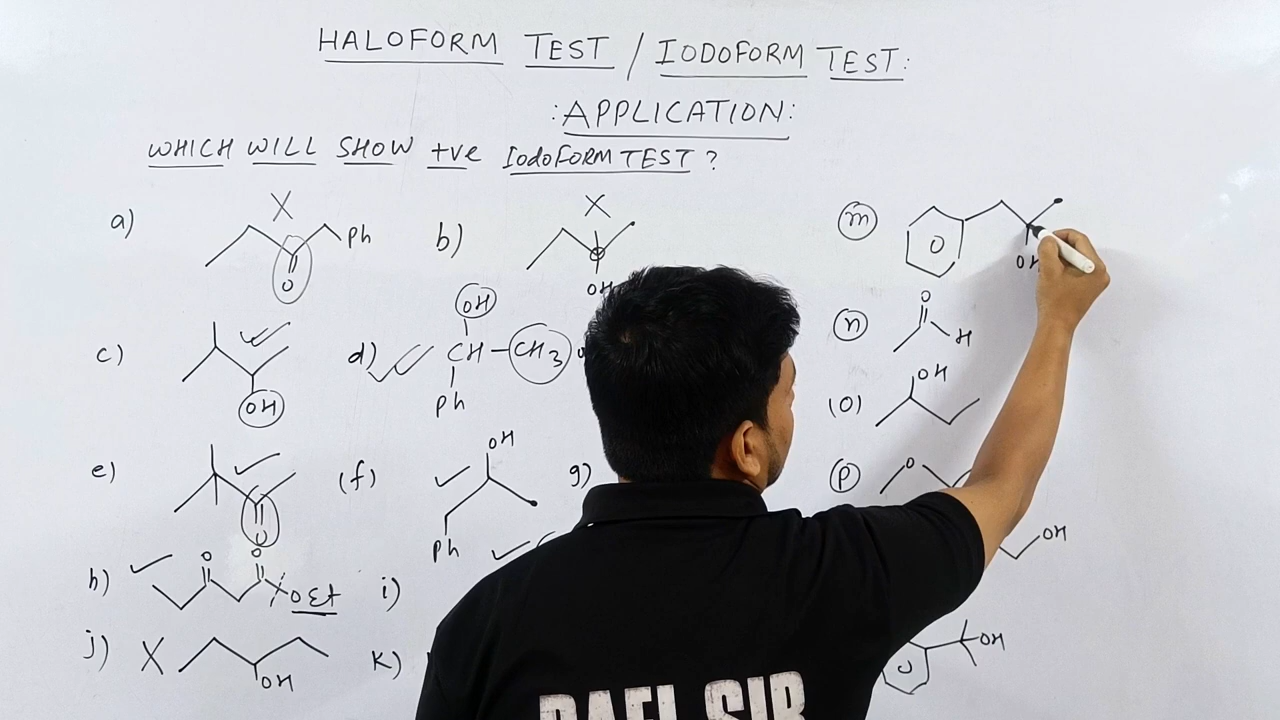 HALOFORM TEST / IODOFORM TEST:
:APPLICATION:
WHICH WILL SHOW +ve IodoFORM TEST ?
a) X Ph O
b) X OH
c) OH
d) OH CH-CH3 Ph
e) O
(f) OH Ph
g)
h) O O OEt
i)
j) X OH
k)
m O OH
n O H
(O) OH
p O
OH
OH